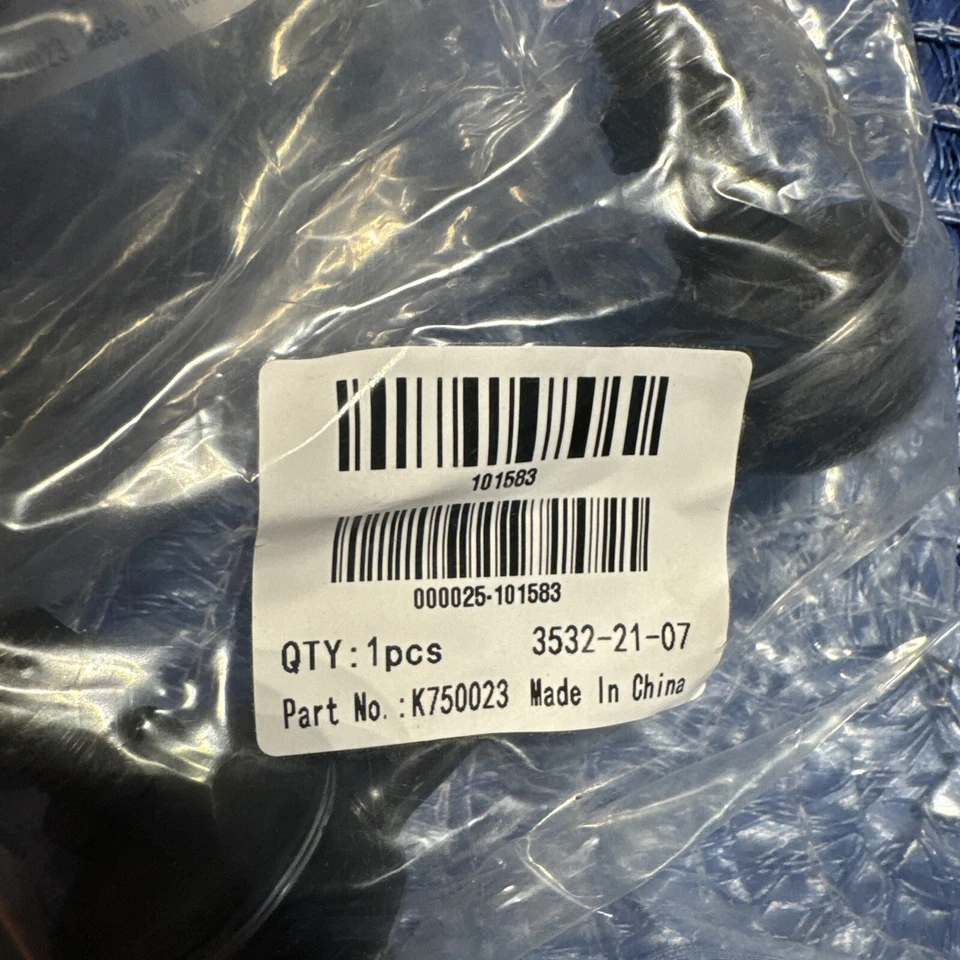 101583
000025-101583
QTY:1pcs 3532-21-07
Part No.:K750023 Made In China